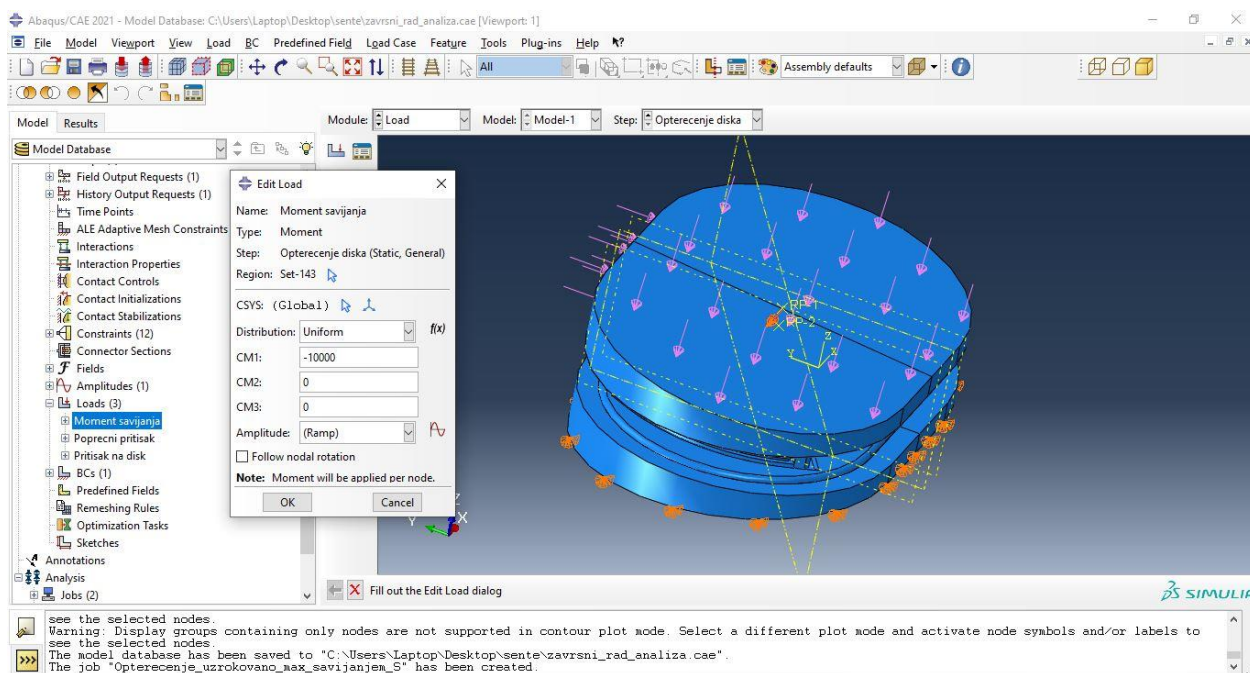 Abaqus/CAE 2021 - Model Database: C:\Users\Laptop\Desktop\sente\zavrsni_rad_analiza.cae [Viewport: 1]
File Model Viewport View Load BC Predefined Field Load Case Feature Tools Plug-ins Help
All Assembly defaults
Model Results
Module: Load Model: Model-1 Step: Opterecenje diska
Model Database
Field Output Requests (1)
History Output Requests (1)
Time Points
ALE Adaptive Mesh Constraints
Interactions
Interaction Properties
Contact Controls
Contact Initializations
Contact Stabilizations
Constraints (12)
Connector Sections
Fields
Amplitudes (1)
Loads (3)
Moment savijanja
Poprecni pritisak
Pritisak na disk
BCs (1)
Predefined Fields
Remeshing Rules
Optimization Tasks
Sketches
Annotations
Analysis
Jobs (2)
Edit Load
Name: Moment savijanja
Type: Moment
Step: Opterecenje diska (Static, General)
Region: Set-143
CSYS: (Global)
Distribution: Uniform f(x)
CM1: -10000
CM2: 0
CM3: 0
Amplitude: (Ramp)
Follow nodal rotation
Note: Moment will be applied per node.
OK Cancel
RP-1
RP-2
Z
Y X
Z
Y X
Fill out the Edit Load dialog
SIMULIA
see the selected nodes.
Warning: Display groups containing only nodes are not supported in contour plot mode. Select a different plot mode and activate node symbols and/or labels to
see the selected nodes.
The model database has been saved to "C:\Users\Laptop\Desktop\sente\zavrsni_rad_analiza.cae".
The job "Opterecenje_uzrokovano_max_savijanjem_S" has been created.